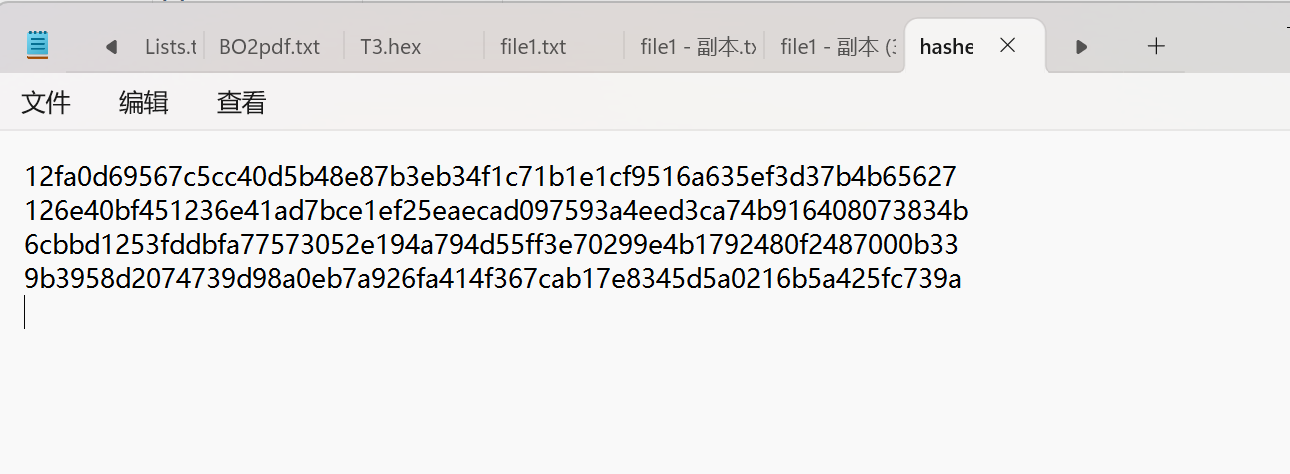 Lists.t BO2pdf.txt T3.hex file1.txt file1 - 副本.tx file1 - 副本 (3 hashe
文件 编辑 查看
12fa0d69567c5cc40d5b48e87b3eb34f1c71b1e1cf9516a635ef3d37b4b65627
126e40bf451236e41ad7bce1ef25eaecad097593a4eed3ca74b916408073834b
6cbbd1253fddbfa77573052e194a794d55ff3e70299e4b1792480f2487000b33
9b3958d2074739d98a0eb7a926fa414f367cab17e8345d5a0216b5a425fc739a